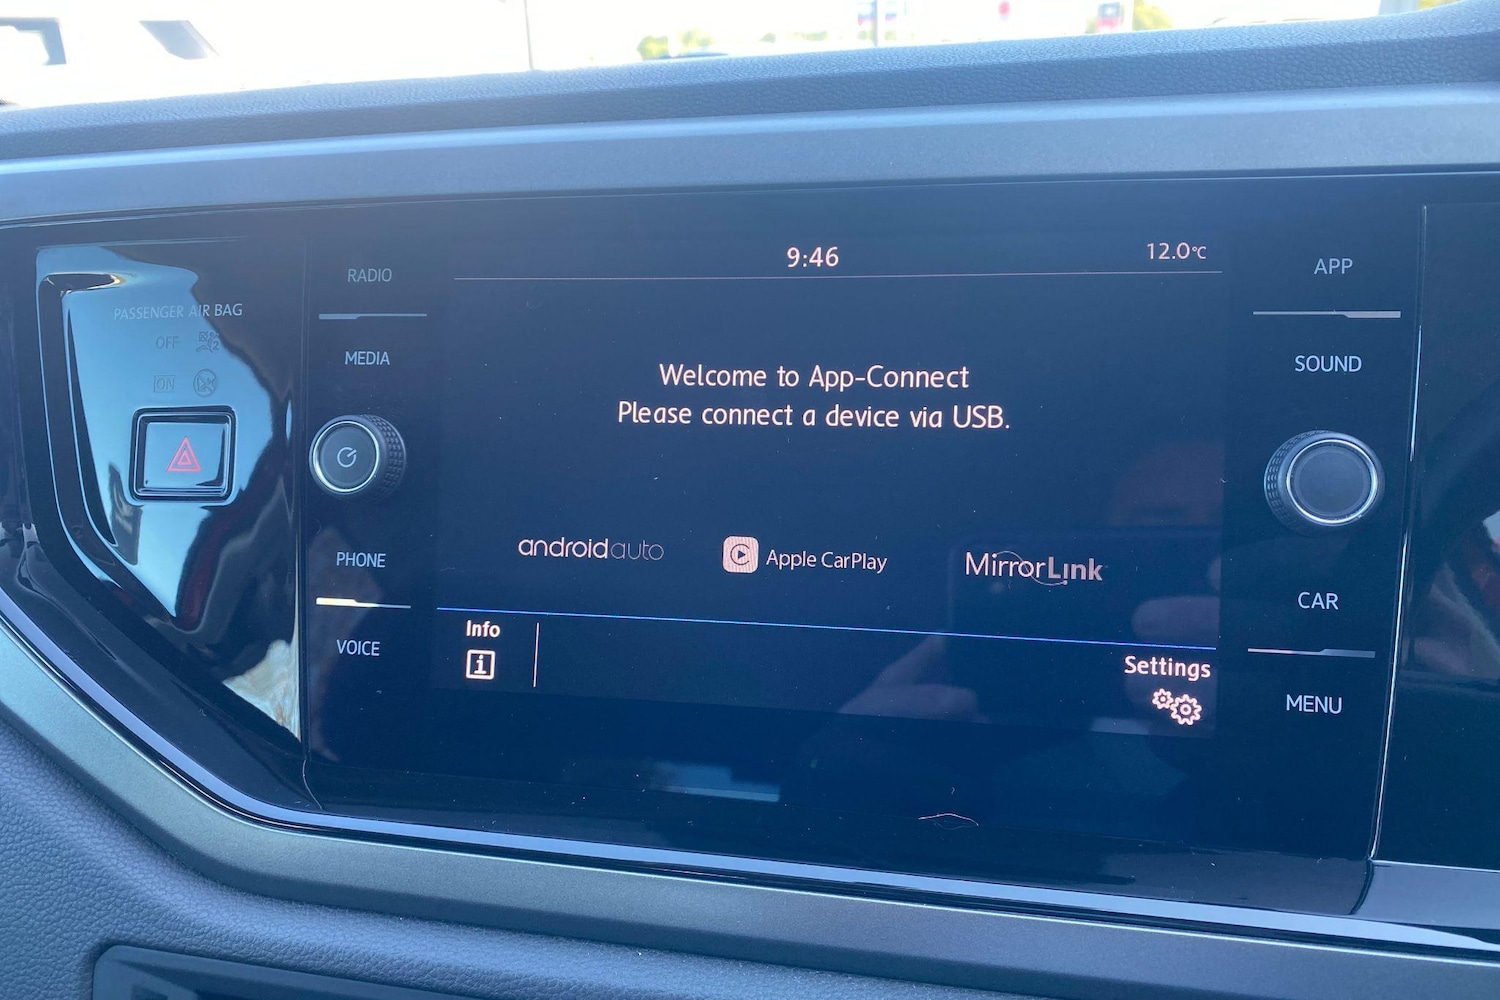 9:46
12.0°C
RADIO
MEDIA
PHONE
VOICE
PASSENGER AIR BAG
OFF
ON
Welcome to App-Connect
Please connect a device via USB.
androidauto
Apple CarPlay
MirrorLink
Info
i
Settings
APP
SOUND
CAR
MENU